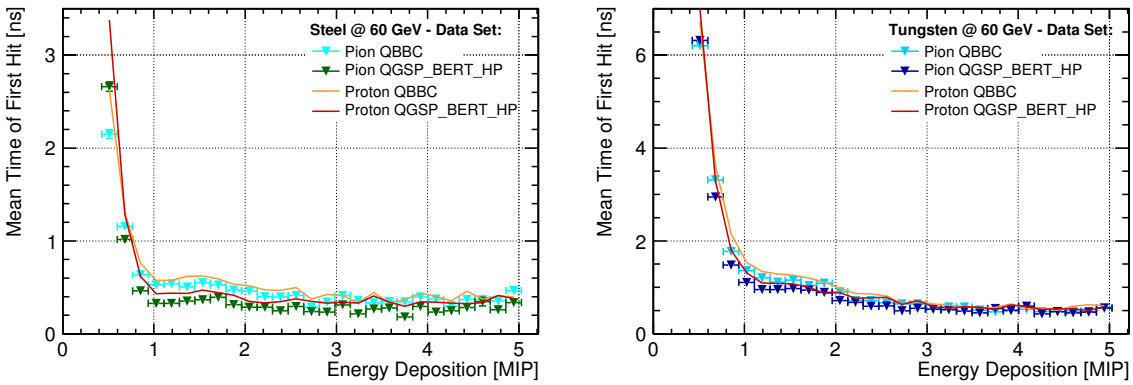 Mean Time of First Hit [ns]
Steel @ 60 GeV - Data Set:
Pion QBBC
Pion QGSP_BERT_HP
Proton QBBC
Proton QGSP_BERT_HP
3
2
1
0
0 1 2 3 4 5
Energy Deposition [MIP]
Mean Time of First Hit [ns]
Tungsten @ 60 GeV - Data Set:
Pion QBBC
Pion QGSP_BERT_HP
Proton QBBC
Proton QGSP_BERT_HP
6
4
2
0
0 1 2 3 4 5
Energy Deposition [MIP]